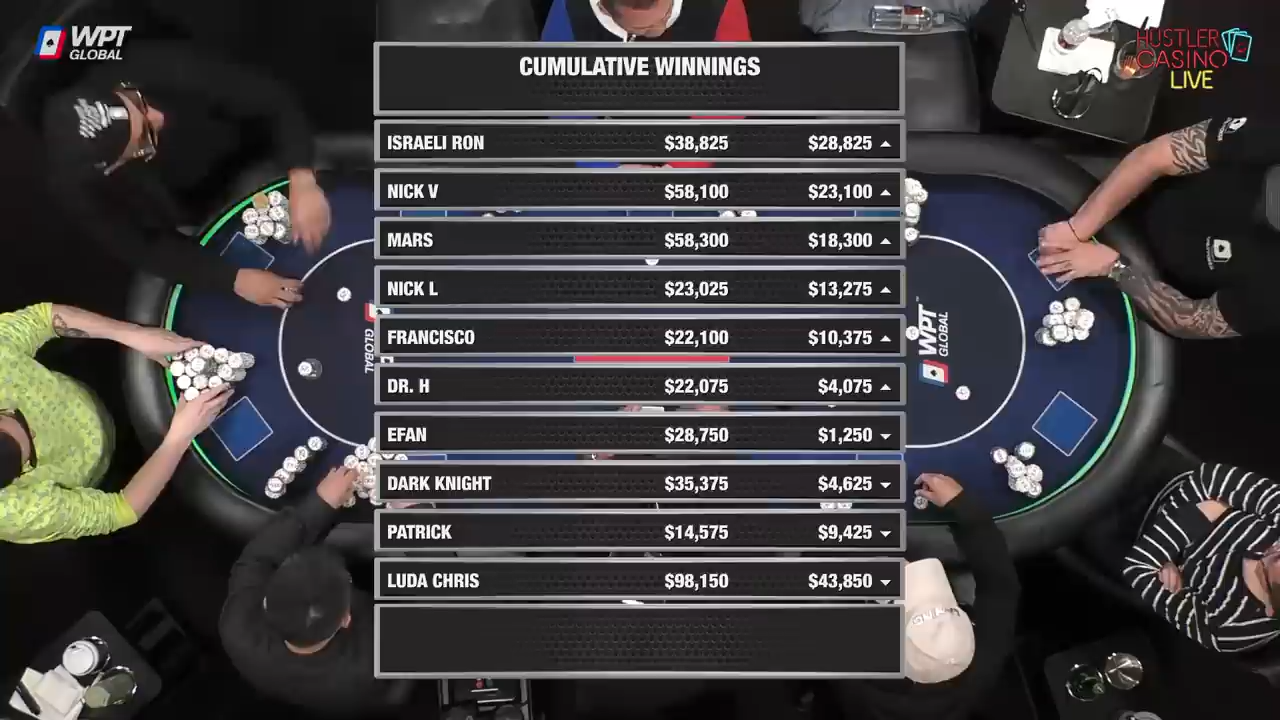 WPT
GLOBAL
HUSTLER
CASINO
LIVE
CUMULATIVE WINNINGS
ISRAELI RON $38,825 $28,825
NICK V $58,100 $23,100
MARS $58,300 $18,300
NICK L $23,025 $13,275
FRANCISCO $22,100 $10,375
DR. H $22,075 $4,075
EFAN $28,750 $1,250
DARK KNIGHT $35,375 $4,625
PATRICK $14,575 $9,425
LUDA CHRIS $98,150 $43,850
GLOBAL
WPT
GLOBAL